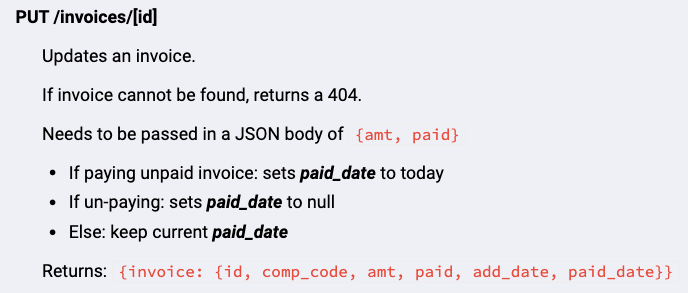 PUT /invoices/[id]
Updates an invoice.
If invoice cannot be found, returns a 404.
Needs to be passed in a JSON body of {amt, paid}
• If paying unpaid invoice: sets paid_date to today
• If un-paying: sets paid_date to null
• Else: keep current paid_date
Returns: {invoice: {id, comp_code, amt, paid, add_date, paid_date}}